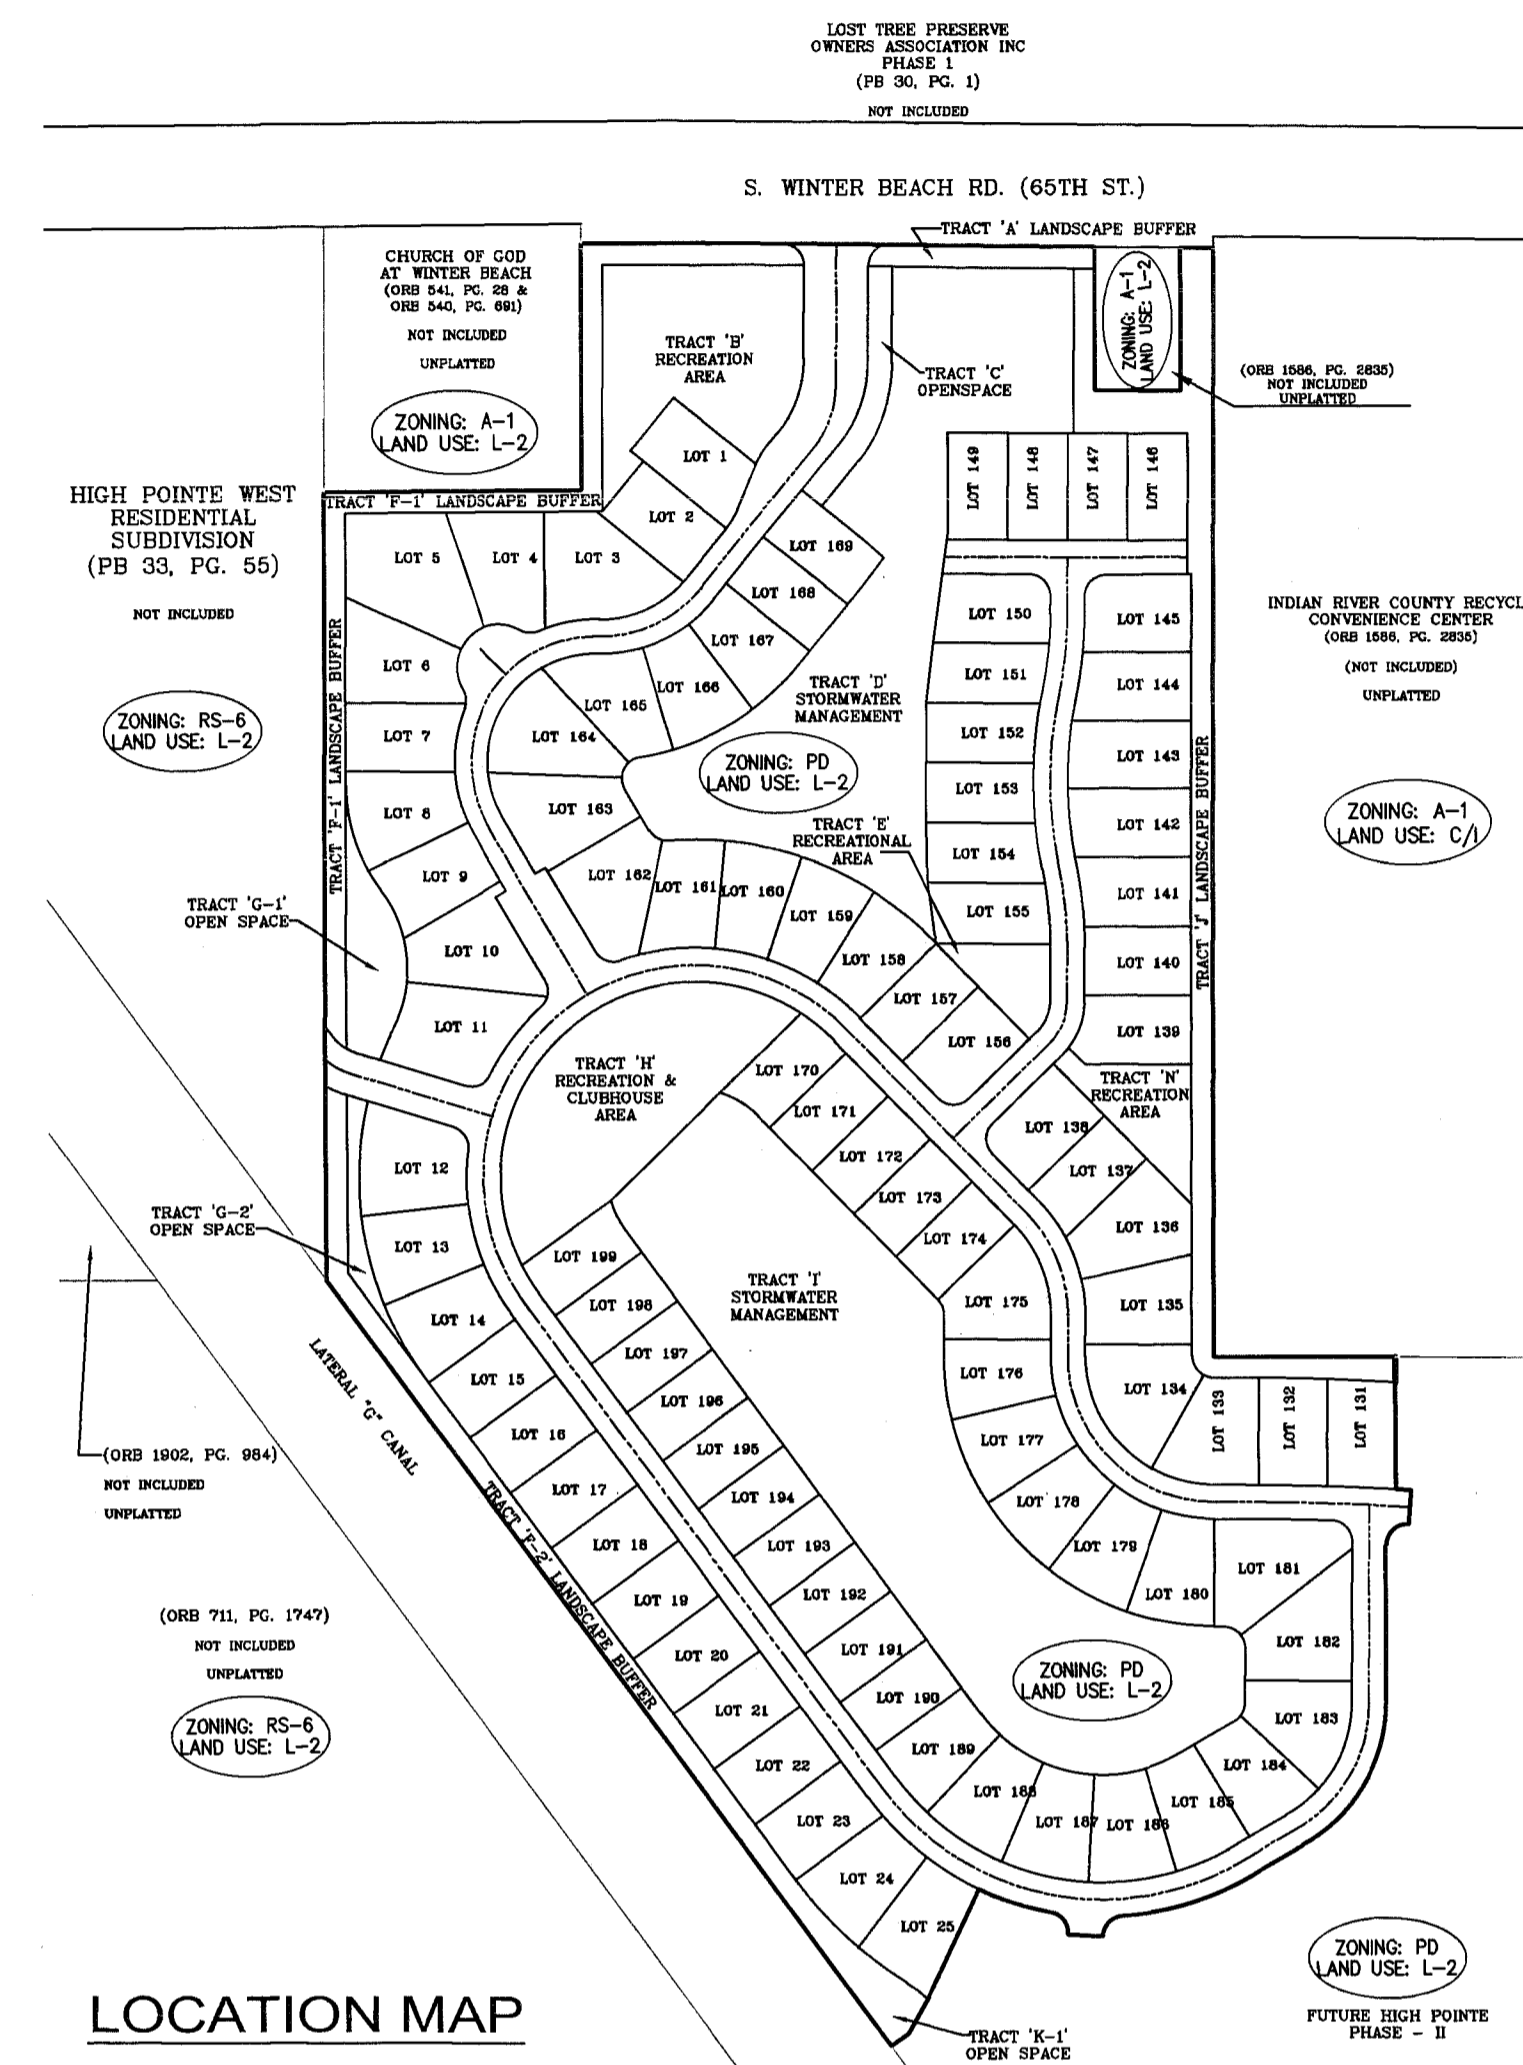 LOST TREE PRESERVE
OWNERS ASSOCIATION INC
PHASE 1
(PB 30, PG. 1)
NOT INCLUDED
S. WINTER BEACH RD. (65TH ST.)
TRACT 'A' LANDSCAPE BUFFER
CHURCH OF GOD
AT WINTER BEACH
(ORB 541, PG. 28 &
ORB 540, PG. 691)
NOT INCLUDED
UNPLATTED
ZONING: A-1
LAND USE: L-2
ZONING: A-1
LAND USE: L-2
(ORB 1586, PG. 2835)
NOT INCLUDED
UNPLATTED
TRACT 'B'
RECREATION
AREA
TRACT 'C'
OPENSPACE
HIGH POINTE WEST
RESIDENTIAL
SUBDIVISION
(PB 33, PG. 55)
NOT INCLUDED
ZONING: RS-6
LAND USE: L-2
TRACT 'F-1' LANDSCAPE BUFFER
TRACT 'F-1' LANDSCAPE BUFFER
LOT 1
LOT 2
LOT 3
LOT 4
LOT 5
LOT 6
LOT 7
LOT 8
LOT 9
LOT 10
LOT 11
LOT 149
LOT 148
LOT 147
LOT 146
LOT 169
LOT 168
LOT 167
LOT 166
LOT 165
LOT 164
LOT 163
LOT 162
LOT 161
LOT 160
LOT 159
LOT 158
LOT 157
LOT 156
LOT 150
LOT 151
LOT 152
LOT 153
LOT 154
LOT 155
LOT 145
LOT 144
LOT 143
LOT 142
LOT 141
LOT 140
LOT 139
INDIAN RIVER COUNTY RECYCL
CONVENIENCE CENTER
(ORB 1586, PG. 2835)
(NOT INCLUDED)
UNPLATTED
ZONING: A-1
LAND USE: C/I
TRACT 'J' LANDSCAPE BUFFER
TRACT 'D'
STORMWATER
MANAGEMENT
ZONING: PD
LAND USE: L-2
TRACT 'E'
RECREATIONAL
AREA
TRACT 'G-1'
OPEN SPACE
TRACT 'H'
RECREATION &
CLUBHOUSE
AREA
TRACT 'N'
RECREATION
AREA
LOT 170
LOT 171
LOT 172
LOT 173
LOT 174
LOT 175
LOT 176
LOT 177
LOT 178
LOT 179
LOT 180
LOT 181
LOT 182
LOT 183
LOT 184
LOT 185
LOT 186
LOT 187
LOT 188
LOT 189
LOT 190
LOT 191
LOT 192
LOT 193
LOT 194
LOT 195
LOT 196
LOT 197
LOT 198
LOT 199
LOT 138
LOT 137
LOT 136
LOT 135
LOT 134
LOT 133
LOT 132
LOT 131
TRACT 'G-2'
OPEN SPACE
LOT 12
LOT 13
LOT 14
LOT 15
LOT 16
LOT 17
LOT 18
LOT 19
LOT 20
LOT 21
LOT 22
LOT 23
LOT 24
LOT 25
TRACT 'I'
STORMWATER
MANAGEMENT
LATERAL "G" CANAL
TRACT 'F-2' LANDSCAPE BUFFER
(ORB 1902, PG. 984)
NOT INCLUDED
UNPLATTED
(ORB 711, PG. 1747)
NOT INCLUDED
UNPLATTED
ZONING: RS-6
LAND USE: L-2
ZONING: PD
LAND USE: L-2
ZONING: PD
LAND USE: L-2
FUTURE HIGH POINTE
PHASE - II
TRACT 'K-1'
OPEN SPACE
LOCATION MAP